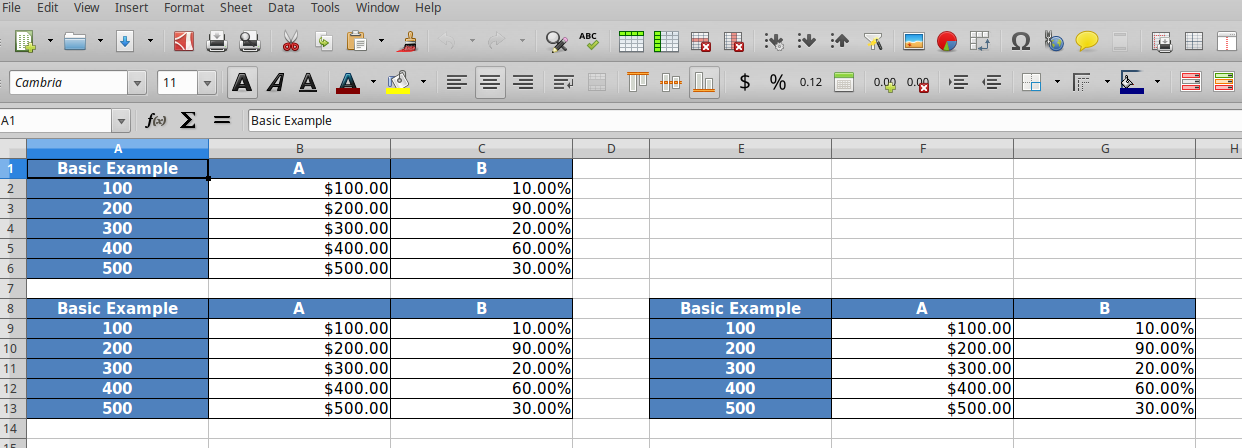 File Edit View Insert Format Sheet Data Tools Window Help
ABC
Cambria 11 A A A A $ % 0.12 0.00 0.00
A1 f(x) Σ = Basic Example
A B C D E F G H
1 Basic Example A B
2 100 $100.00 10.00%
3 200 $200.00 90.00%
4 300 $300.00 20.00%
5 400 $400.00 60.00%
6 500 $500.00 30.00%
7
8 Basic Example A B Basic Example A B
9 100 $100.00 10.00% 100 $100.00 10.00%
10 200 $200.00 90.00% 200 $200.00 90.00%
11 300 $300.00 20.00% 300 $300.00 20.00%
12 400 $400.00 60.00% 400 $400.00 60.00%
13 500 $500.00 30.00% 500 $500.00 30.00%
14
15